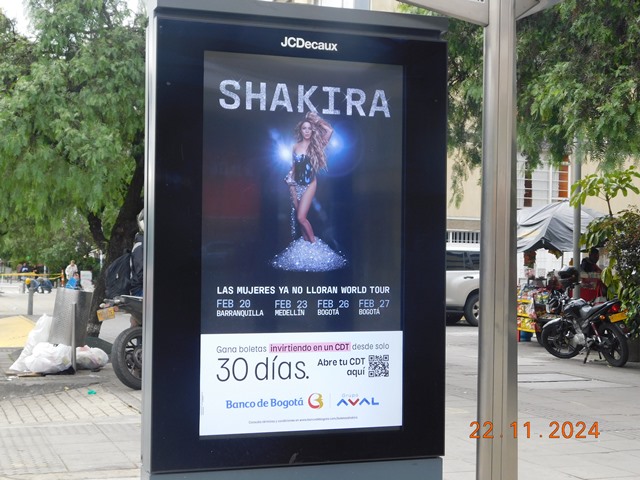 JCDecaux
SHAKIRA
LAS MUJERES YA NO LLORAN WORLD TOUR
FEB 20 FEB 23 FEB 26 FEB 27
BARRANQUILLA MEDELLÍN BOGOTÁ BOGOTÁ
Gana boletas invirtiendo en un CDT desde solo
30 días. Abre tu CDT
aquí
Banco de Bogotá Grupo
AVAL
22.11.2024